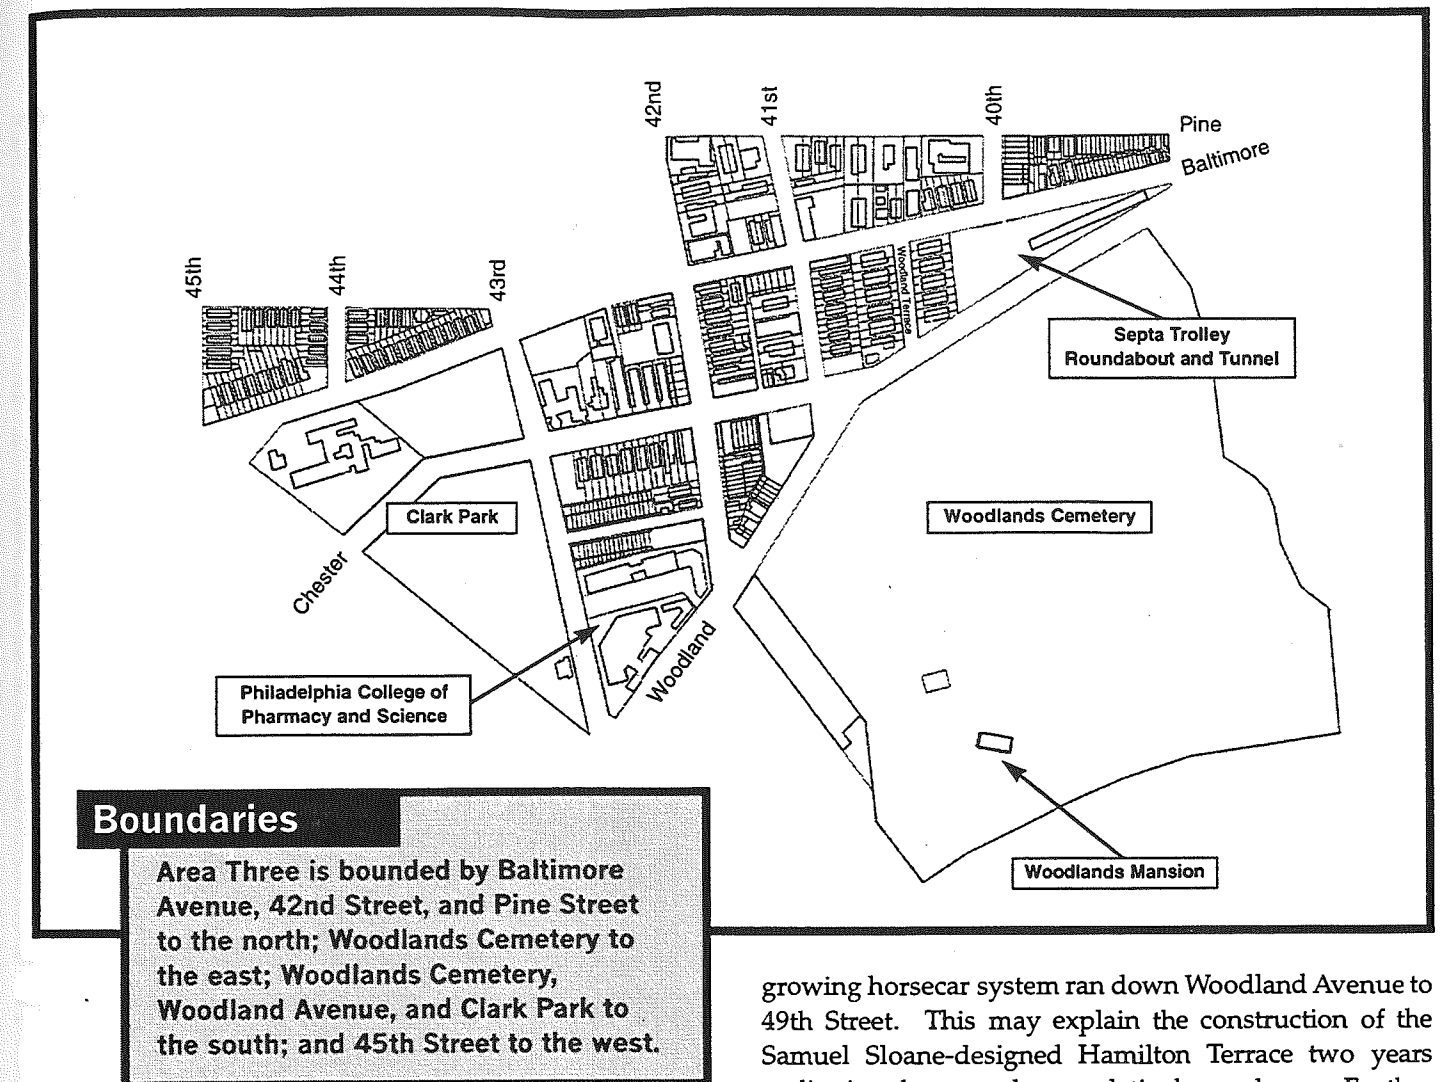 42nd
41st
40th
Pine
Baltimore
45th
44th
43rd
Woodland Terrace
Septa Trolley
Roundabout and Tunnel
Clark Park
Woodlands Cemetery
Chester
Woodland
Philadelphia College of
Pharmacy and Science
Woodlands Mansion
Boundaries
Area Three is bounded by Baltimore
Avenue, 42nd Street, and Pine Street
to the north; Woodlands Cemetery to
the east; Woodlands Cemetery,
Woodland Avenue, and Clark Park to
the south; and 45th Street to the west.
growing horsecar system ran down Woodland Avenue to
49th Street. This may explain the construction of the
Samuel Sloane-designed Hamilton Terrace two years